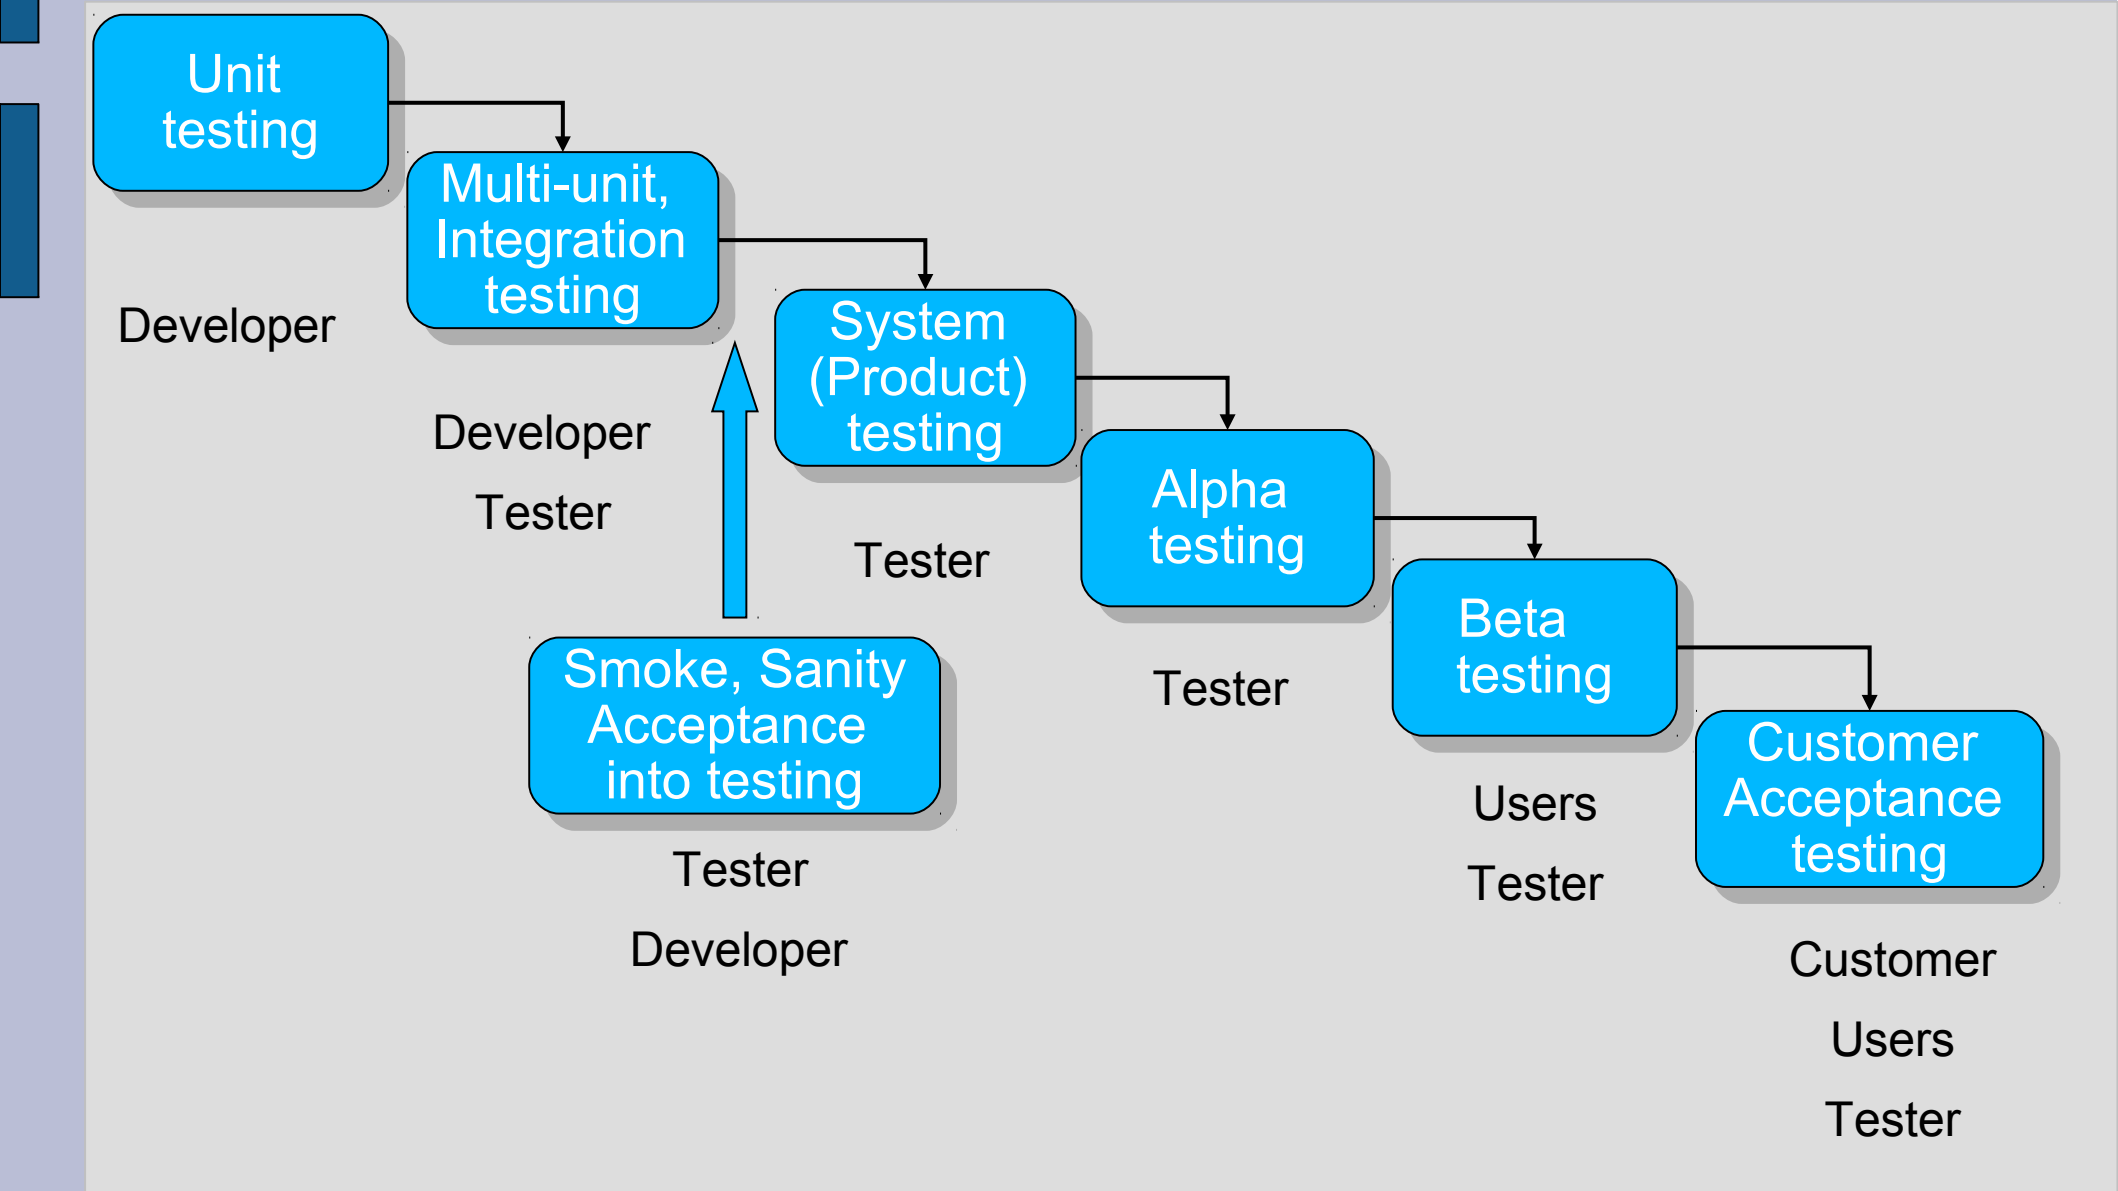 Unit
testing
Developer
Multi-unit,
Integration
testing
Developer
Tester
System
(Product)
testing
Tester
Smoke, Sanity
Acceptance
into testing
Tester
Developer
Alpha
testing
Tester
Beta
testing
Users
Tester
Customer
Acceptance
testing
Customer
Users
Tester